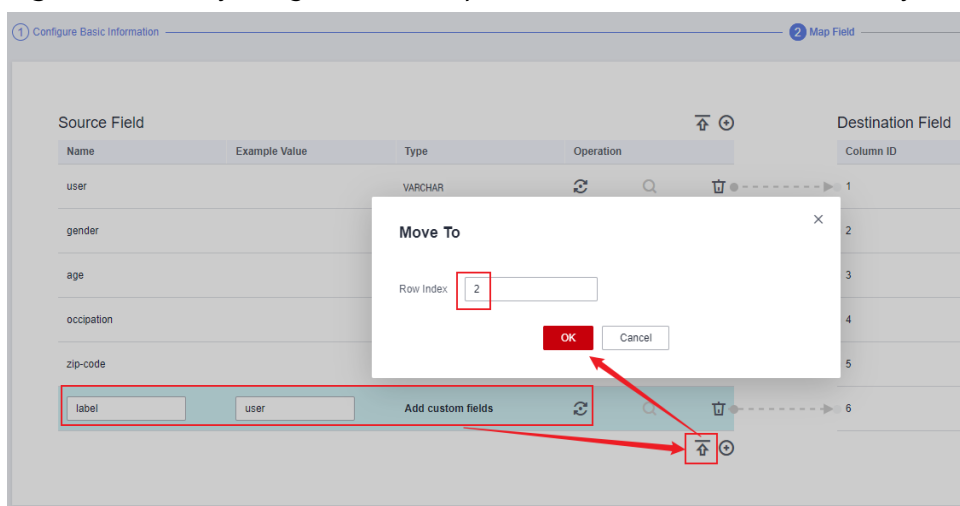 1 Configure Basic Information
2 Map Field
Source Field
Destination Field
Name Example Value Type Operation
Column ID
user VARCHAR 1
gender 2
age 3
occipation 4
zip-code 5
label user Add custom fields 6
Move To
Row Index 2
OK Cancel